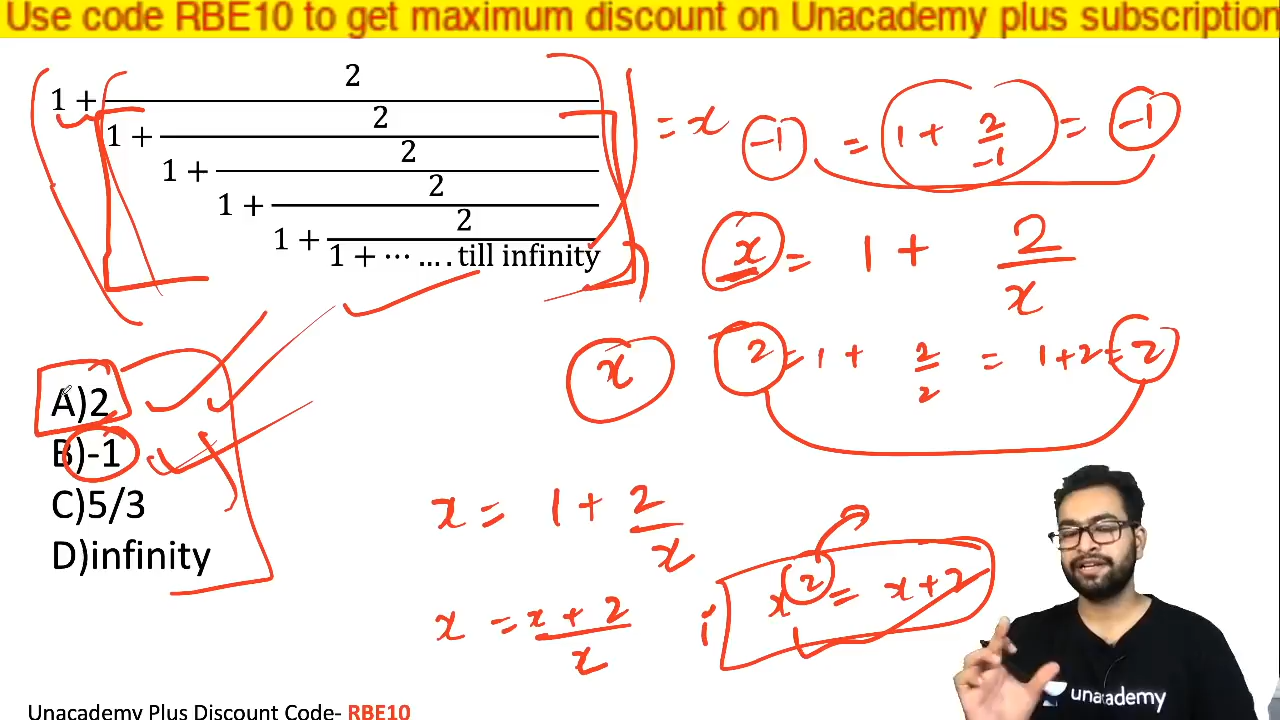 Use code RBE10 to get maximum discount on Unacademy plus subscription
2
1 +
2
1 +
2
1 +
2
1 +
2
1 +
1 + ⋯ … . till infinity
= x
-1 = 1 + 2/-1 = -1
x = 1 + 2/x
x
2 = 1 + 2/2 = 1+2 = 2
A)2
B)-1
C)5/3
D)infinity
x = 1 + 2/x
x = x + 2/x
x² = x + 2
unacademy
Unacademy Plus Discount Code- RBE10